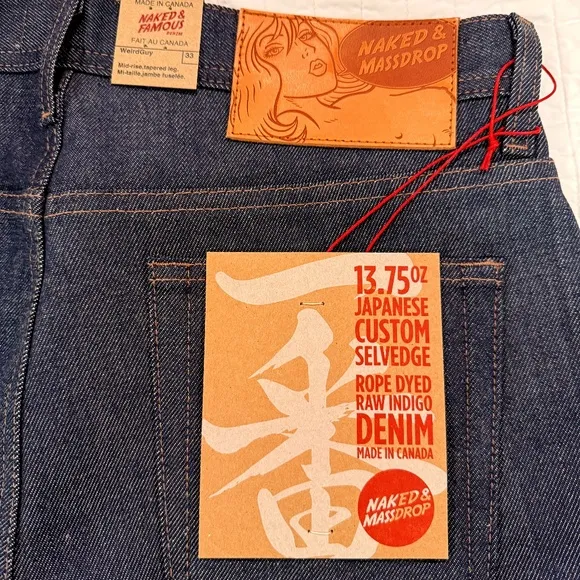 MADE IN CANADA
NAKED &
FAMOUS
DENIM
FAIT AU CANADA
WeirdGuy 33
Mid-rise,tapered leg.
Mi-taille,jambe fuselée.
NAKED &
MASSDROP
13.75OZ
JAPANESE
CUSTOM
SELVEDGE
ROPE DYED
RAW INDIGO
DENIM
MADE IN CANADA
一番
NAKED &
MASSDROP